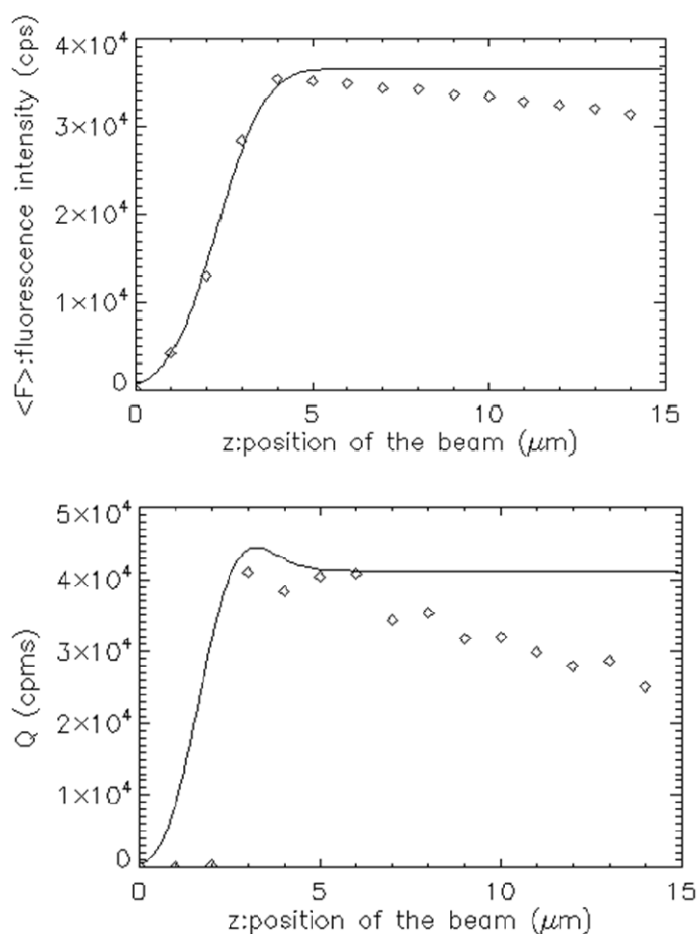 <F>:fluorescence intensity (cps)
4×10⁴
3×10⁴
2×10⁴
1×10⁴
0
0 5 10 15
z:position of the beam (μm)
Q (cpms)
5×10⁴
4×10⁴
3×10⁴
2×10⁴
1×10⁴
0
0 5 10 15
z:position of the beam (μm)